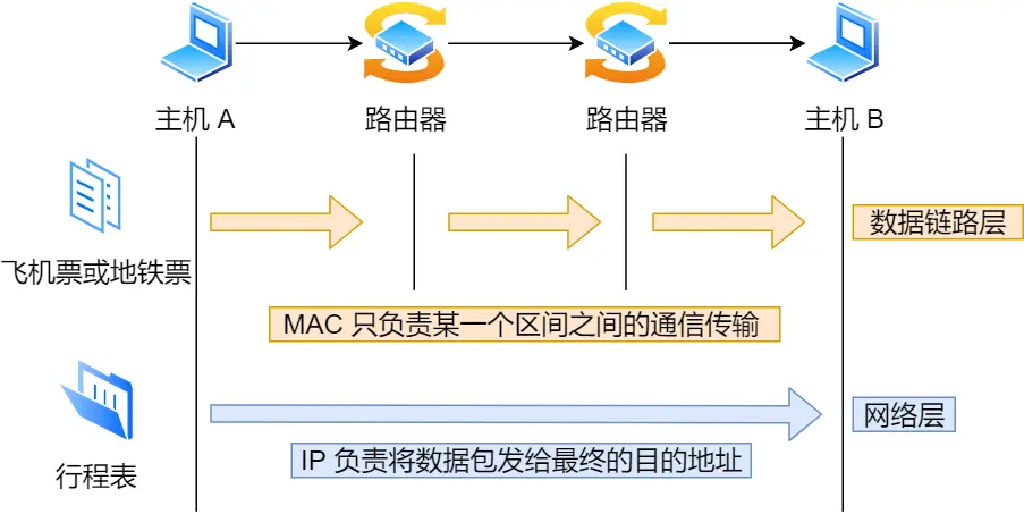 主机 A
路由器
路由器
主机 B
飞机票或地铁票
数据链路层
MAC 只负责某一个区间之间的通信传输
行程表
网络层
IP 负责将数据包发给最终的目的地址